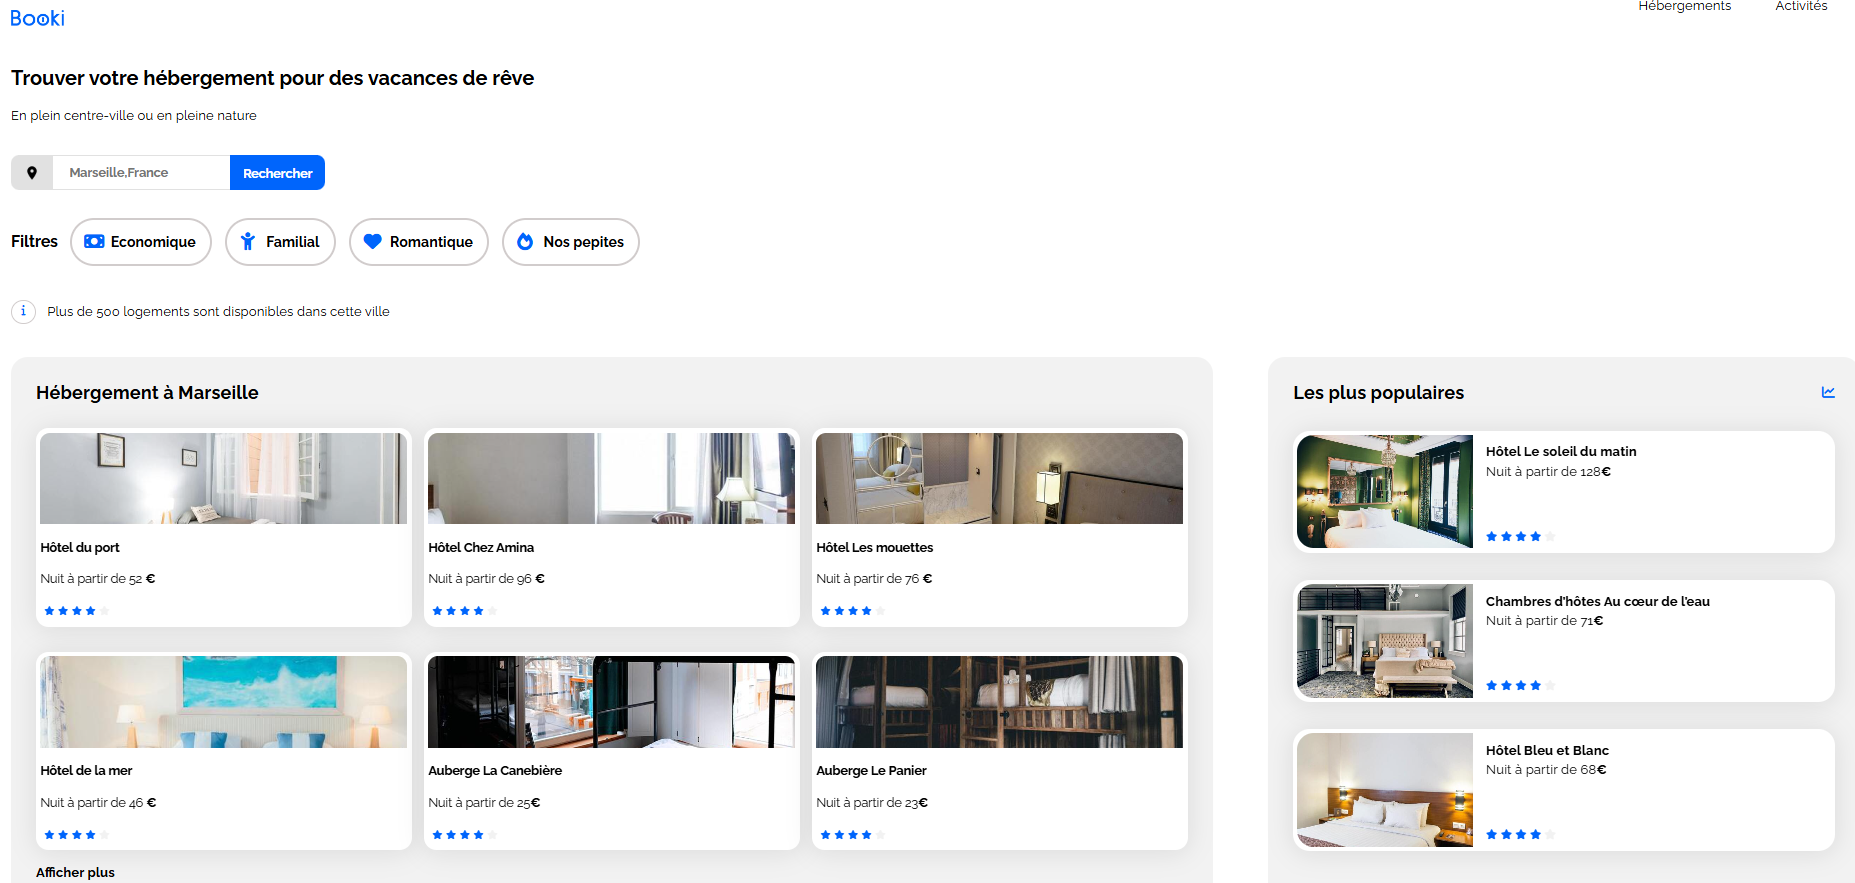 Booki
Hébergements
Activités
Trouver votre hébergement pour des vacances de rêve
En plein centre-ville ou en pleine nature
Marseille,France
Rechercher
Filtres
Economique
Familial
Romantique
Nos pepites
i
Plus de 500 logements sont disponibles dans cette ville
Hébergement à Marseille
Hôtel du port
Nuit à partir de 52 €
Hôtel Chez Amina
Nuit à partir de 96 €
Hôtel Les mouettes
Nuit à partir de 76 €
Hôtel de la mer
Nuit à partir de 46 €
Auberge La Canebière
Nuit à partir de 25€
Auberge Le Panier
Nuit à partir de 23€
Afficher plus
Les plus populaires
Hôtel Le soleil du matin
Nuit à partir de 128€
Chambres d'hôtes Au cœur de l'eau
Nuit à partir de 71€
Hôtel Bleu et Blanc
Nuit à partir de 68€